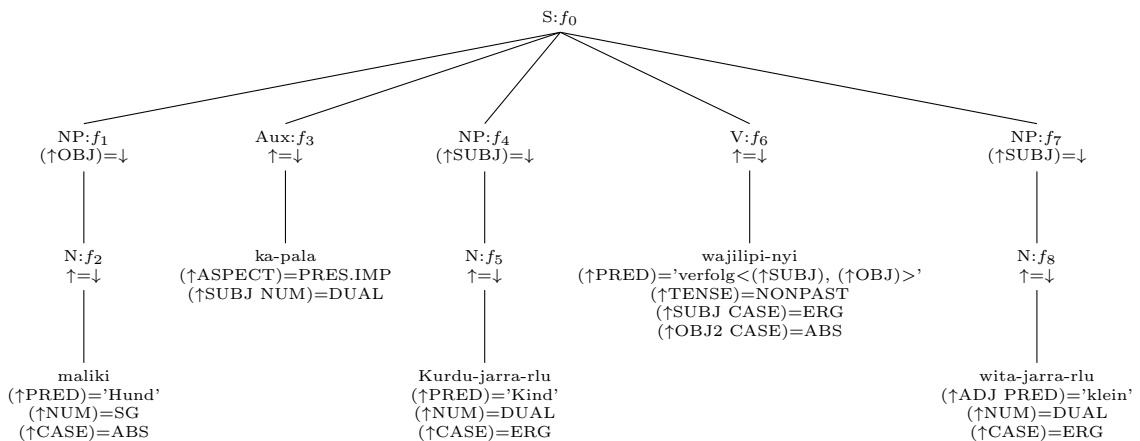 S:f₀
NP:f₁ Aux:f₃ NP:f₄ V:f₆ NP:f₇
(↑OBJ)=↓ ↑=↓ (↑SUBJ)=↓ ↑=↓ (↑SUBJ)=↓
N:f₂ ka-pala N:f₅ wajilipi-nyi N:f₈
↑=↓ (↑ASPECT)=PRES.IMP ↑=↓ (↑PRED)='verfolg<(↑SUBJ), (↑OBJ)>' ↑=↓
(↑SUBJ NUM)=DUAL (↑TENSE)=NONPAST
(↑SUBJ CASE)=ERG
(↑OBJ2 CASE)=ABS
maliki Kurdu-jarra-rlu wita-jarra-rlu
(↑PRED)='Hund' (↑PRED)='Kind' (↑ADJ PRED)='klein'
(↑NUM)=SG (↑NUM)=DUAL (↑NUM)=DUAL
(↑CASE)=ABS (↑CASE)=ERG (↑CASE)=ERG